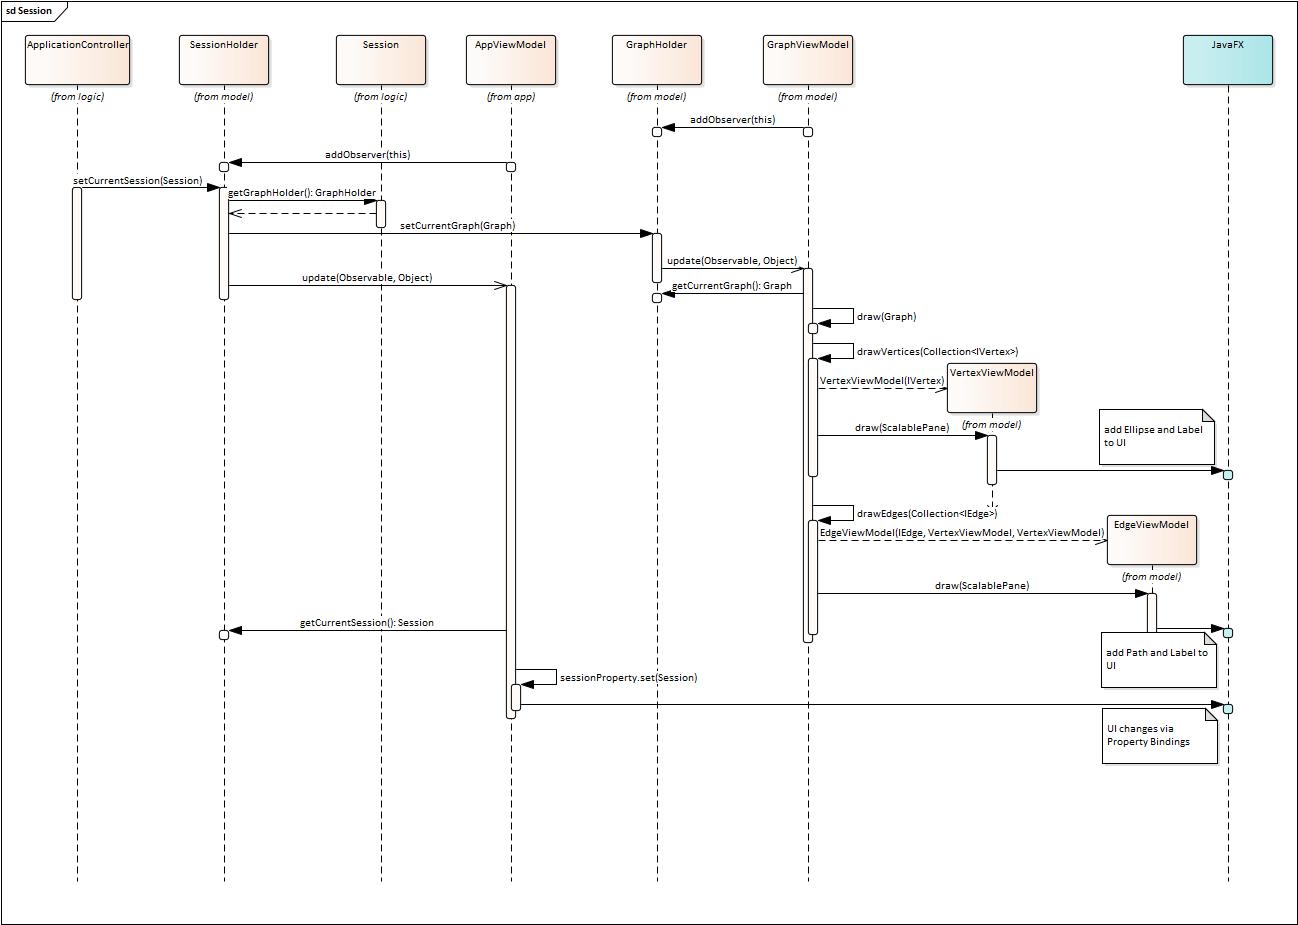 sd Session
ApplicationController
SessionHolder
Session
AppViewModel
GraphHolder
GraphViewModel
JavaFX
(from logic)
(from model)
(from logic)
(from app)
(from model)
(from model)
addObserver(this)
addObserver(this)
setCurrentSession(Session)
getGraphHolder(): GraphHolder
setCurrentGraph(Graph)
update(Observable, Object)
update(Observable, Object)
getCurrentGraph(): Graph
draw(Graph)
drawVertices(Collection<IVertex>)
VertexViewModel
VertexViewModel(IVertex)
(from model)
draw(ScalablePane)
add Ellipse and Label
to UI
drawEdges(Collection<IEdge>)
EdgeViewModel
EdgeViewModel(IEdge, VertexViewModel, VertexViewModel)
(from model)
draw(ScalablePane)
getCurrentSession(): Session
add Path and Label to
UI
sessionProperty.set(Session)
UI changes via
Property Bindings